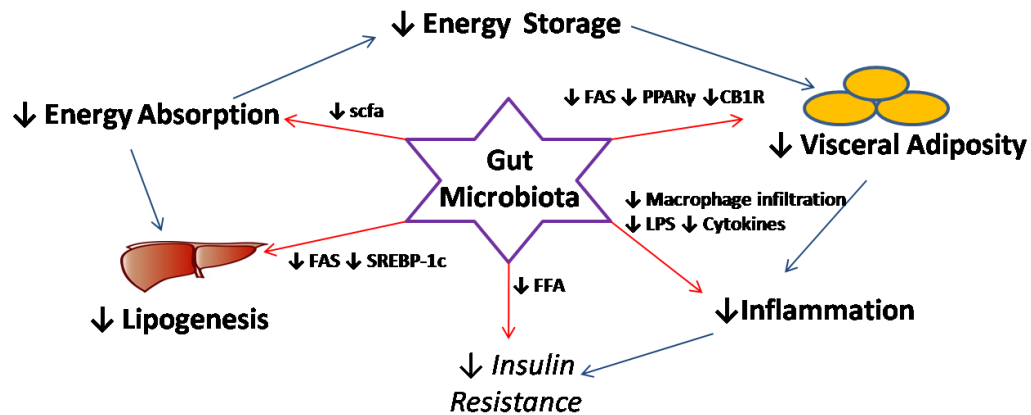 ↓ Energy Storage
↓ Energy Absorption
↓ scfa
↓ FAS ↓ PPARγ ↓CB1R
↓ Visceral Adiposity
Gut
Microbiota
↓ Macrophage infiltration
↓ LPS ↓ Cytokines
↓ FAS ↓ SREBP-1c
↓ Lipogenesis
↓ FFA
↓Inflammation
↓ Insulin
Resistance